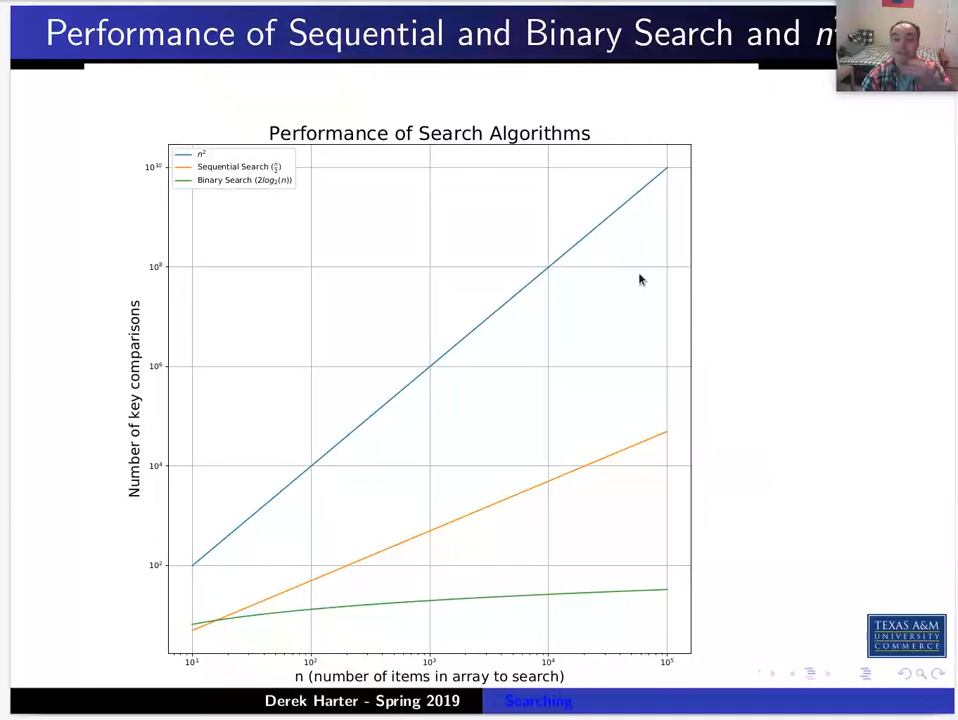 Performance of Sequential and Binary Search and n
Performance of Search Algorithms
n²
Sequential Search (n/2)
Binary Search (2log₂(n))
10¹⁰
10⁸
10⁶
10⁴
10²
Number of key comparisons
10¹ 10² 10³ 10⁴ 10⁵
n (number of items in array to search)
TEXAS A&M
UNIVERSITY
COMMERCE
Derek Harter - Spring 2019 Searching